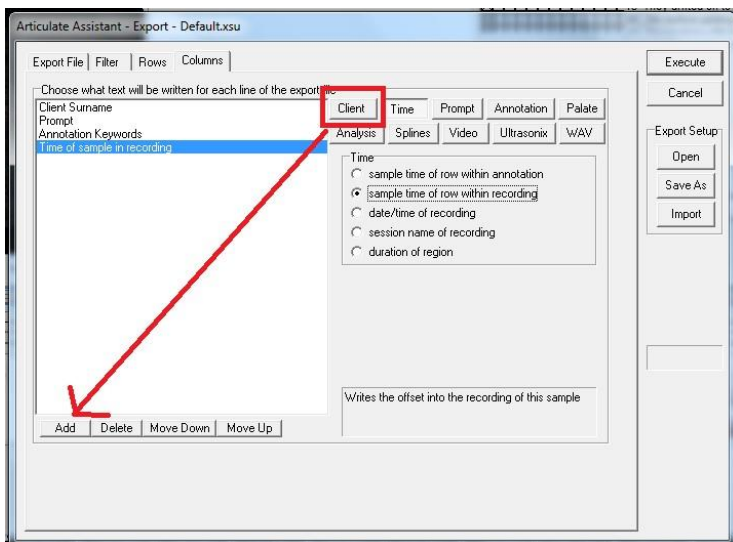 Articulate Assistant - Export - Default.xsu
Export File Filter Rows Columns
Choose what text will be written for each line of the export
Client Surname
Prompt
Annotation Keywords
Time of sample in recording
Client Time Prompt Annotation Palate
Analysis Splines Video Ultrasonix WAV
Time
sample time of row within annotation
sample time of row within recording
date/time of recording
session name of recording
duration of region
Writes the offset into the recording of this sample
Add Delete Move Down Move Up
Execute
Cancel
Export Setup
Open
Save As
Import